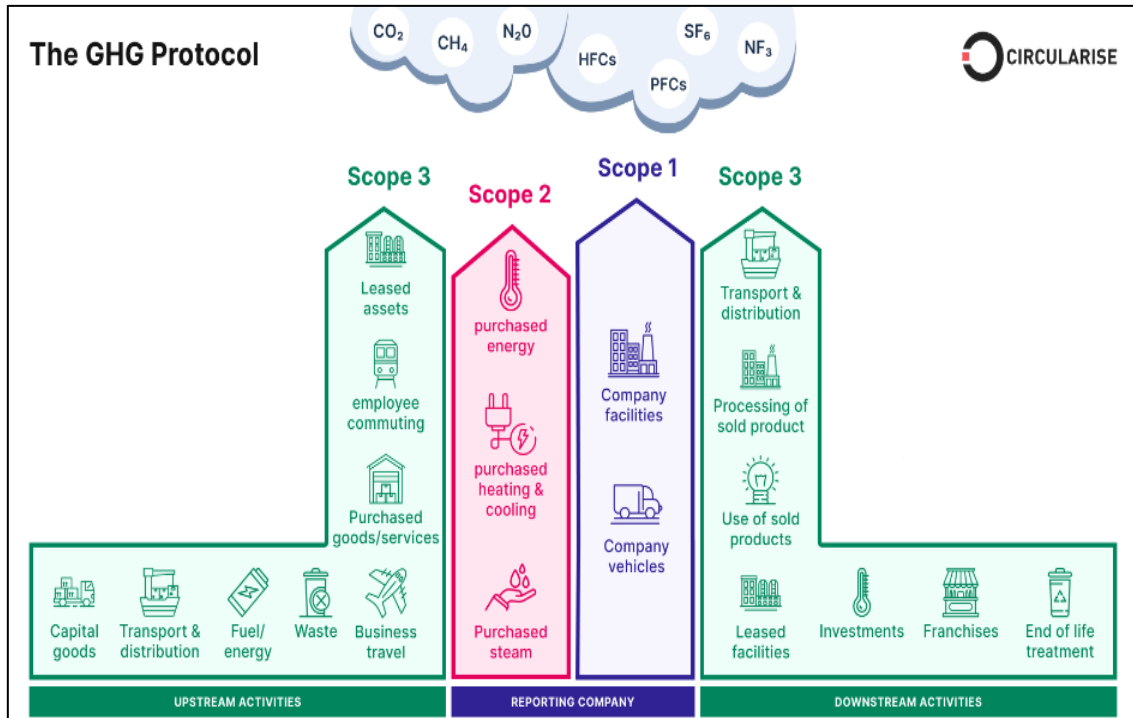 The GHG Protocol
CO₂
CH₄
N₂0
HFCs
PFCs
SF₆
NF₃
CIRCULARISE
Scope 3
Leased
assets
employee
commuting
Purchased
goods/services
Capital
goods
Transport &
distribution
Fuel/
energy
Waste
Business
travel
UPSTREAM ACTIVITIES
Scope 2
purchased
energy
purchased
heating &
cooling
Purchased
steam
Scope 1
Company
facilities
Company
vehicles
REPORTING COMPANY
Scope 3
Transport &
distribution
Processing of
sold product
Use of sold
products
Leased
facilities
Investments
Franchises
End of life
treatment
DOWNSTREAM ACTIVITIES